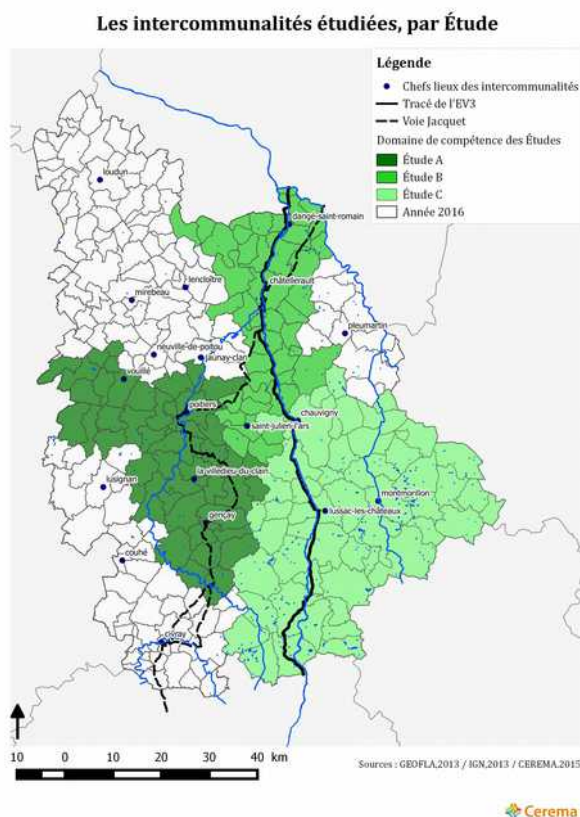 Les intercommunalités étudiées, par Étude
Légende
Chefs lieux des intercommunalités
Tracé de l'EV3
Voie Jacquet
Domaine de compétence des Études
Étude A
Étude B
Étude C
Année 2016
loudun
dangé-saint-romain
lencloître
châtellerault
mirebeau
pleumartin
neuville-de-poitou
jaunay-clan
vouillé
poitiers
chauvigny
saint-julien-l'ars
la-villedieu-du-clain
lusignan
montmorillon
lussac-les-châteaux
gençay
couhé
civray
10 0 10 20 30 40 km
Sources : GEOFLA,2013 / IGN,2013 / CEREMA,2015
Cerema